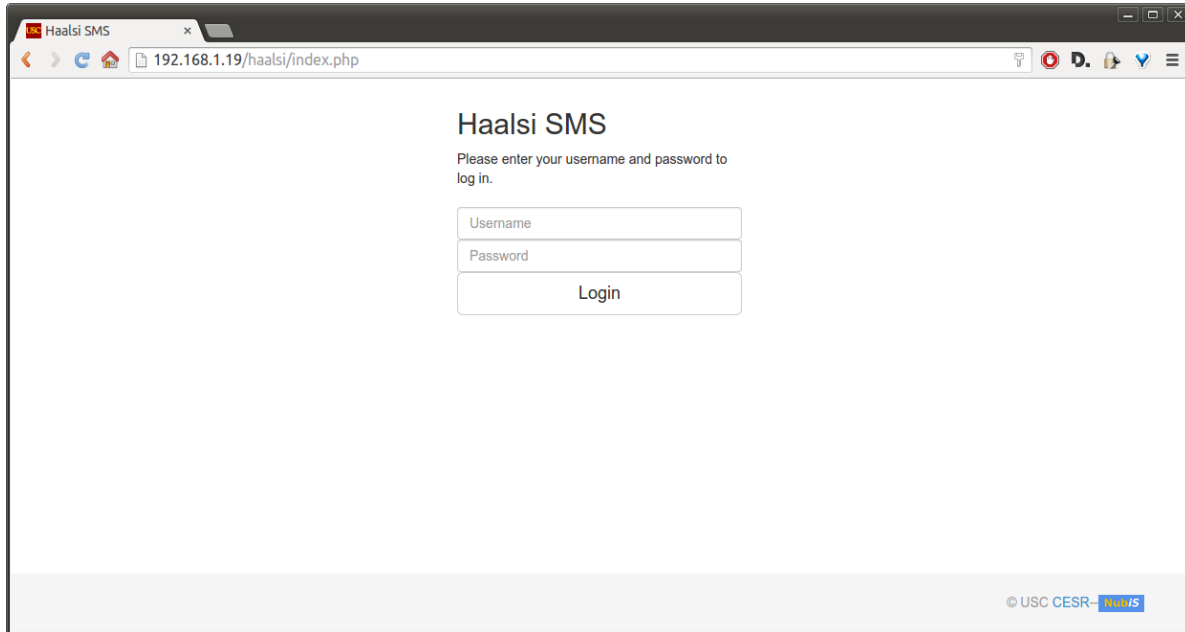 USC Haalsi SMS ×
192.168.1.19/haalsi/index.php
D.
Haalsi SMS
Please enter your username and password to
log in.
Username
Password
Login
© USC CESR– NubiS